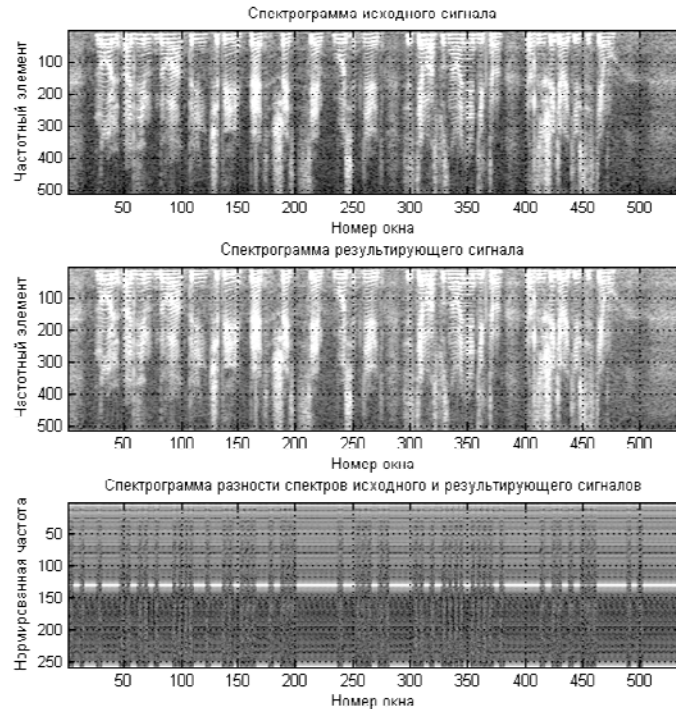 Спектрограмма исходного сигнала
Частотный элемент
100
200
300
400
500
50 100 150 200 250 300 350 400 450 500
Номер окна
Спектрограмма результирующего сигнала
Частотный элемент
100
200
300
400
500
50 100 150 200 250 300 350 400 450 500
Номер окна
Спектрограмма разности спектров исходного и результирующего сигналов
Нормированная частота
50
100
150
200
250
50 100 150 200 250 300 350 400 450 500
Номер окна